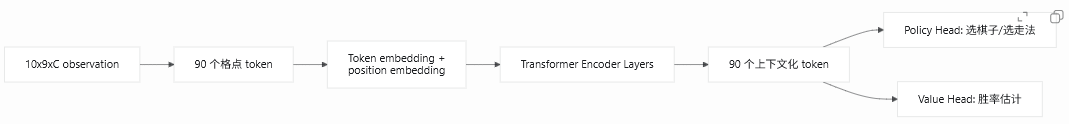 10x9xC observation
90 个格点 token
Token embedding +
position embedding
Transformer Encoder Layers
90 个上下文化 token
Policy Head: 选棋子/选走法
Value Head: 胜率估计